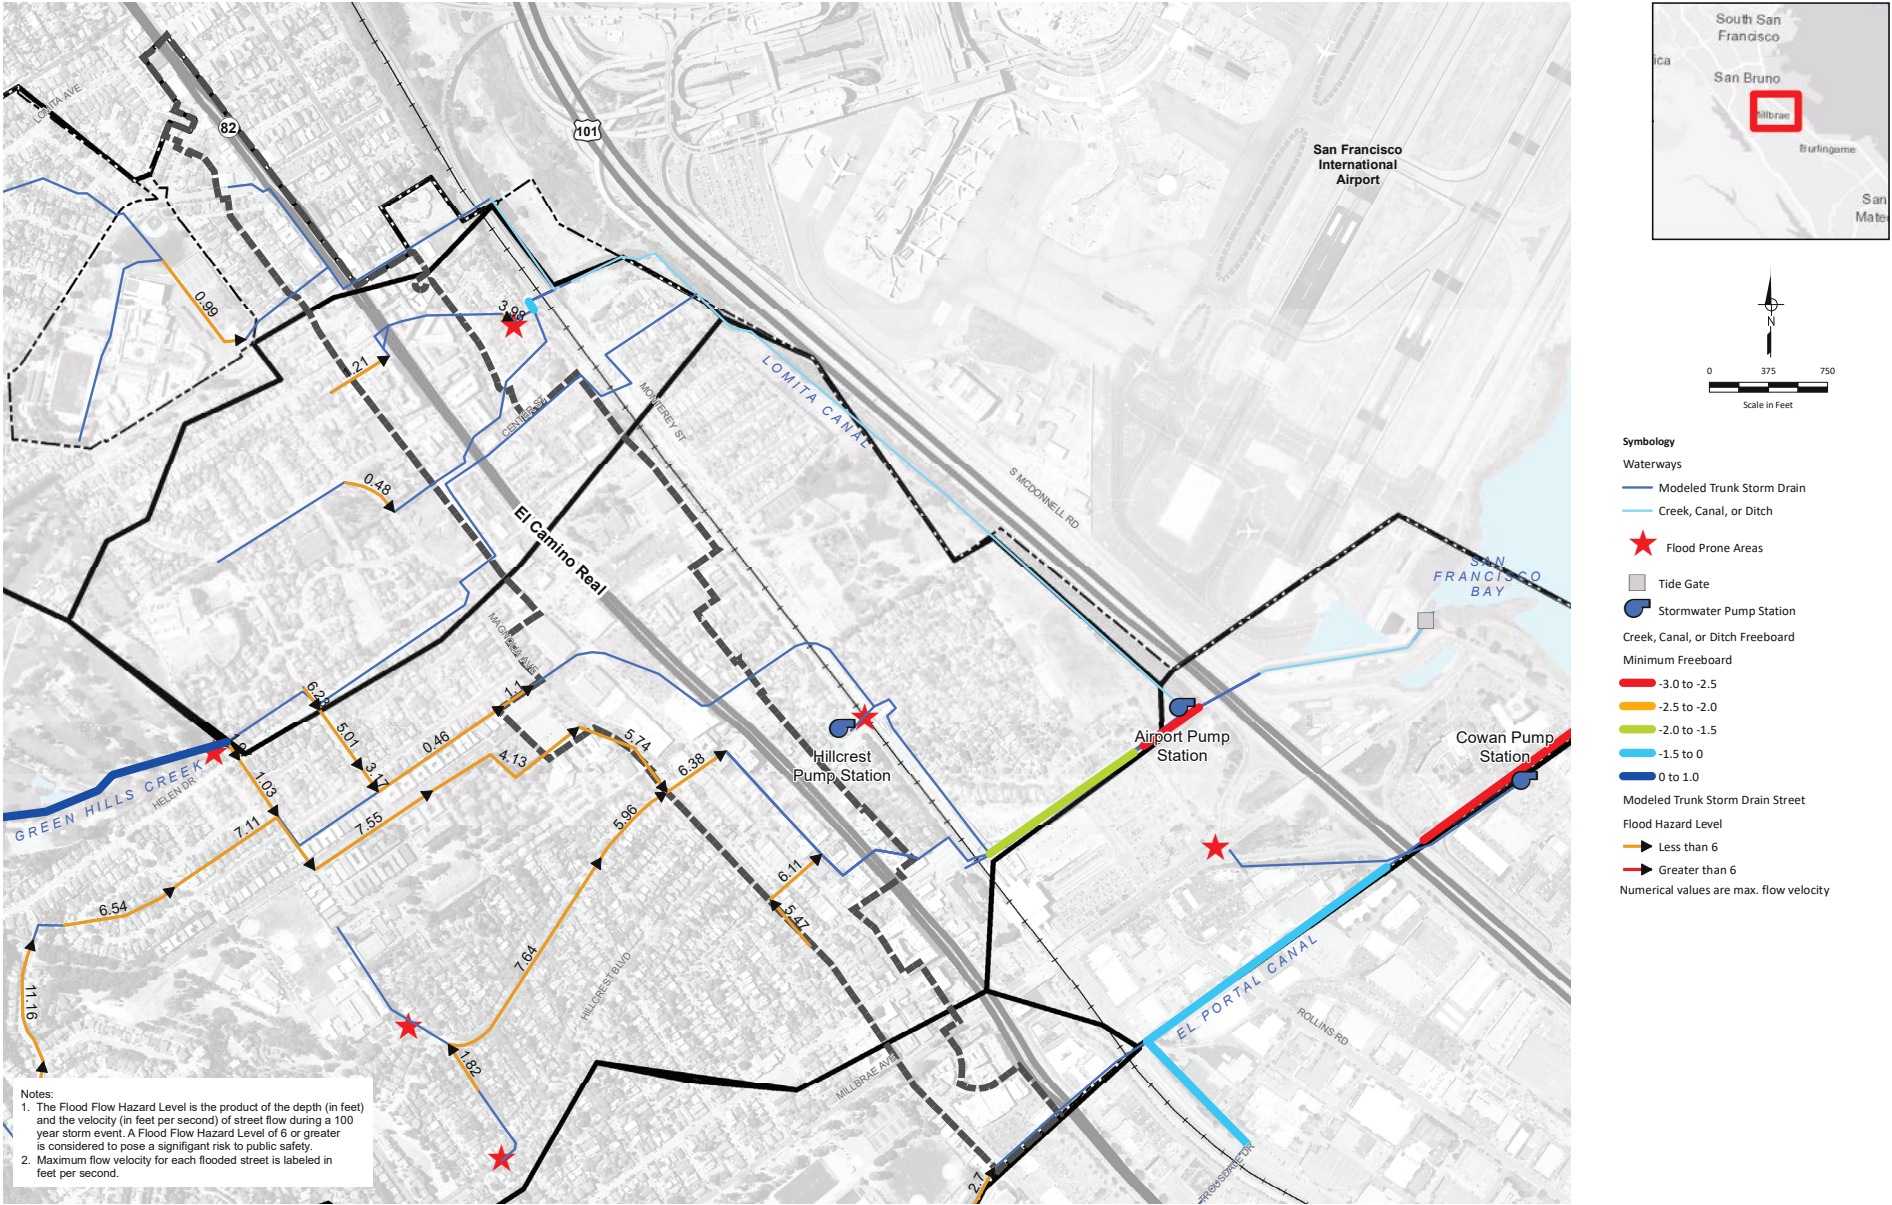 LOMITA AVE
82
101
San Francisco
International
Airport
0.99
3.98
.21
CENTER ST
MONTEREY ST
LOMITA CANAL
0.48
El Camino Real
S MCDONNELL RD
SAN
FRANCISCO
BAY
MAGNOLIA AVE
6.28
1.1
5.01
0.46
3.17
4.13
5.74
6.38
Hillcrest
Pump Station
Airport Pump
Station
Cowan Pump
Station
GREEN HILLS CREEK
HELEN DR
1.03
7.11
7.55
5.96
6.11
5.47
6.54
7.64
11.16
1.82
HILLCREST BLVD
MILLBRAE AVE
EL PORTAL CANAL
ROLLINS RD
TROUSDALE DR
2.7
Notes:
1. The Flood Flow Hazard Level is the product of the depth (in feet)
and the velocity (in feet per second) of street flow during a 100
year storm event. A Flood Flow Hazard Level of 6 or greater
is considered to pose a signifigant risk to public safety.
2. Maximum flow velocity for each flooded street is labeled in
feet per second.
South San
Francisco
ica
San Bruno
illbrae
Burlingame
San
Mate
N
0 375 750
Scale in Feet
Symbology
Waterways
Modeled Trunk Storm Drain
Creek, Canal, or Ditch
Flood Prone Areas
Tide Gate
Stormwater Pump Station
Creek, Canal, or Ditch Freeboard
Minimum Freeboard
-3.0 to -2.5
-2.5 to -2.0
-2.0 to -1.5
-1.5 to 0
0 to 1.0
Modeled Trunk Storm Drain Street
Flood Hazard Level
Less than 6
Greater than 6
Numerical values are max. flow velocity